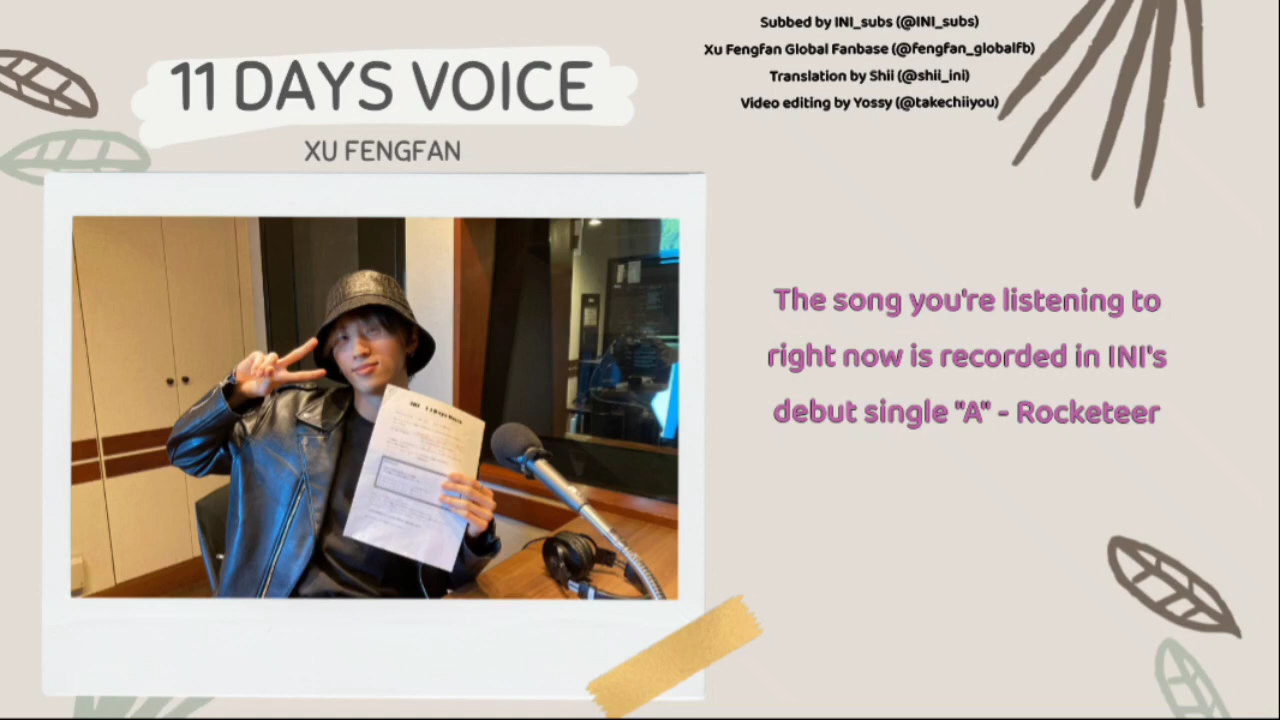 11 DAYS VOICE
XU FENGFAN
Subbed by INI_subs (@INI_subs)
Xu Fengfan Global Fanbase (@fengfan_globalfb)
Translation by Shii (@shii_ini)
Video editing by Yossy (@takechiiyou)
The song you're listening to
right now is recorded in INI's
debut single "A" - Rocketeer